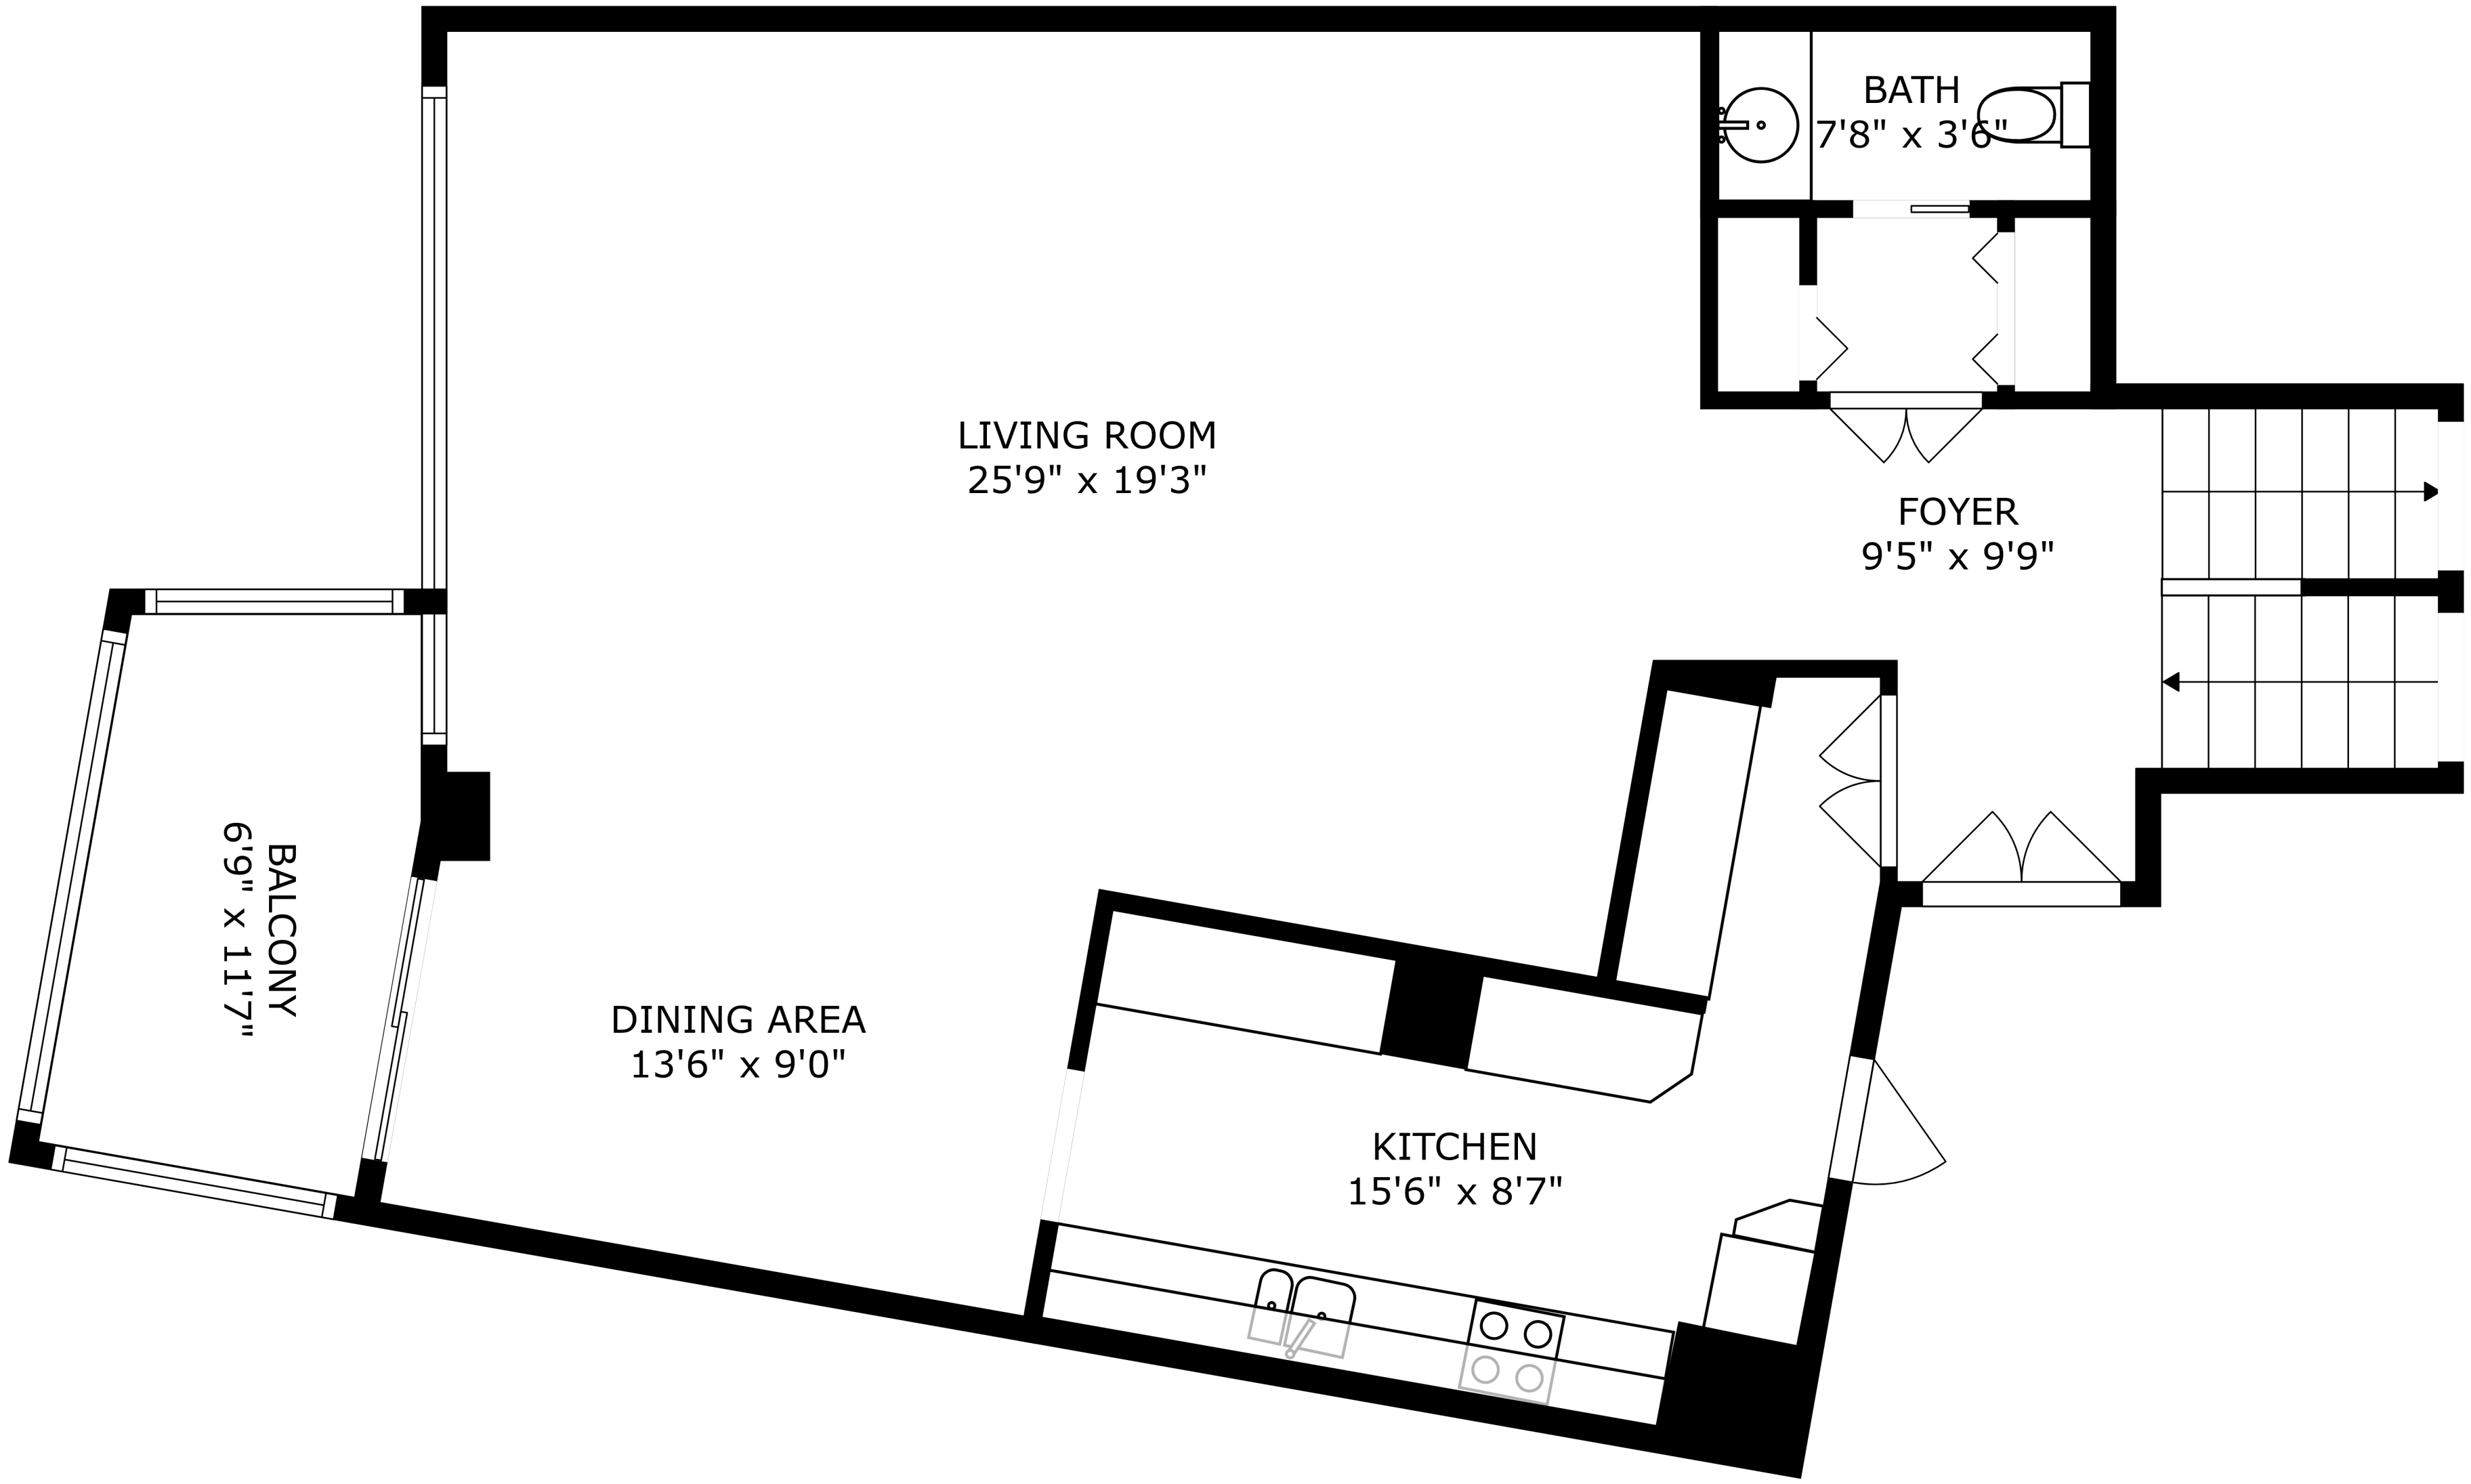 BATH
7'8" x 3'6"
LIVING ROOM
25'9" x 19'3"
FOYER
9'5" x 9'9"
BALCONY
6'9" x 11'7"
DINING AREA
13'6" x 9'0"
KITCHEN
15'6" x 8'7"